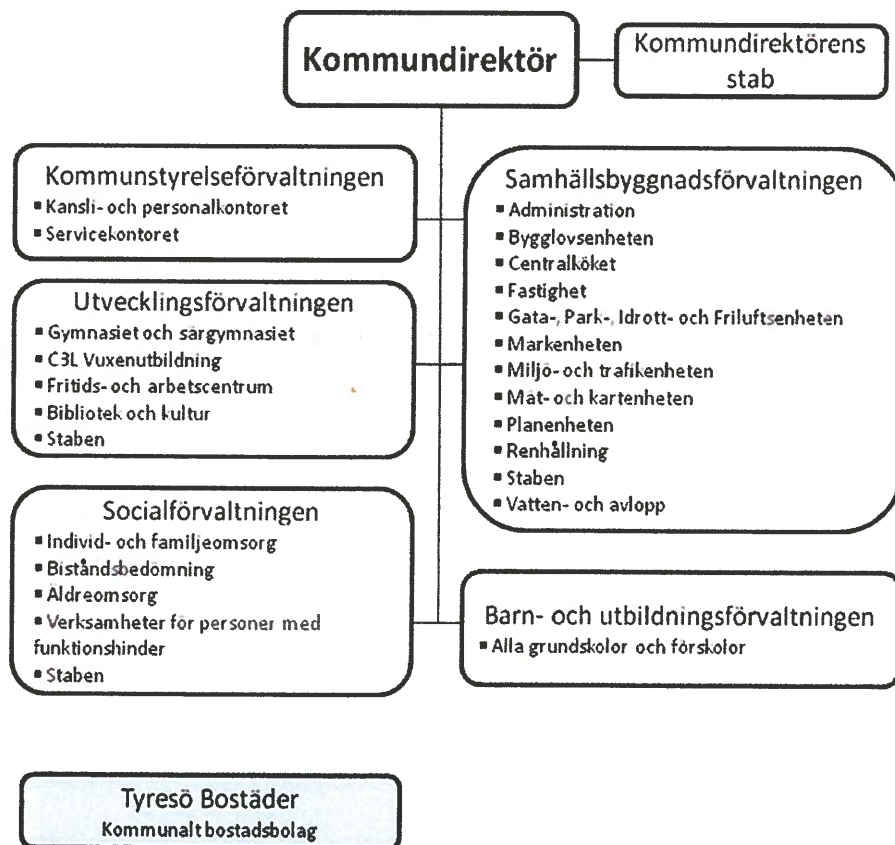 Kommundirektör
Kommundirektörens
stab
Kommunstyrelseförvaltningen
▪ Kansli- och personalkontoret
▪ Servicekontoret
Utvecklingsförvaltningen
▪ Gymnasiet och särgymnasiet
▪ C3L Vuxenutbildning
▪ Fritids- och arbetscentrum
▪ Bibliotek och kultur
▪ Staben
Socialförvaltningen
▪ Individ- och familjeomsorg
▪ Biståndsbedömning
▪ Äldreomsorg
▪ Verksamheter för personer med
funktionshinder
▪ Staben
Samhällsbyggnadsförvaltningen
▪ Administration
▪ Bygglovsenheten
▪ Centralköket
▪ Fastighet
▪ Gata-, Park-, Idrott- och Friluftsenheten
▪ Markenheten
▪ Miljö- och trafikenheten
▪ Mät- och kartenheten
▪ Planenheten
▪ Renhållning
▪ Staben
▪ Vatten- och avlopp
Barn- och utbildningsförvaltningen
▪ Alla grundskolor och förskolor
Tyresö Bostäder
Kommunalt bostadsbolag